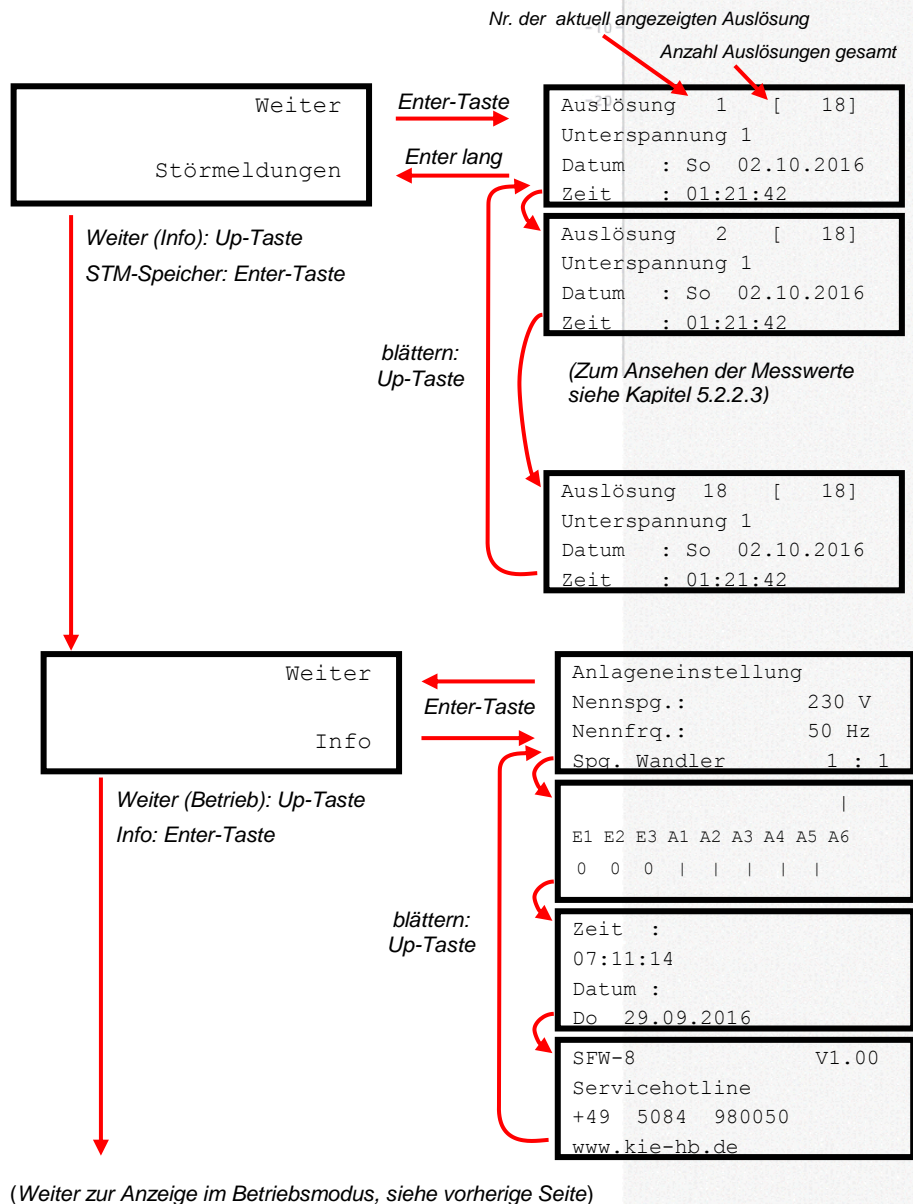 Nr. der aktuell angezeigten Auslösung
-10
Anzahl Auslösungen gesamt
Weiter
Störmeldungen
Enter-Taste
Enter lang
-20
Auslösung 1 [ 18]
Unterspannung 1
Datum : So 02.10.2016
Zeit : 01:21:42
Weiter (Info): Up-Taste
STM-Speicher: Enter-Taste
Auslösung 2 [ 18]
Unterspannung 1
Datum : So 02.10.2016
Zeit : 01:21:42
blättern:
Up-Taste
(Zum Ansehen der Messwerte
siehe Kapitel 5.2.2.3)
Auslösung 18 [ 18]
Unterspannung 1
Datum : So 02.10.2016
Zeit : 01:21:42
Weiter
Info
Enter-Taste
Anlageneinstellung
Nennspg.: 230 V
Nennfrq.: 50 Hz
Spg. Wandler 1 : 1
Weiter (Betrieb): Up-Taste
Info: Enter-Taste
|
E1 E2 E3 A1 A2 A3 A4 A5 A6
0 0 0 | | | | |
blättern:
Up-Taste
Zeit :
07:11:14
Datum :
Do 29.09.2016
SFW-8 V1.00
Servicehotline
+49 5084 980050
www.kie-hb.de
(Weiter zur Anzeige im Betriebsmodus, siehe vorherige Seite)